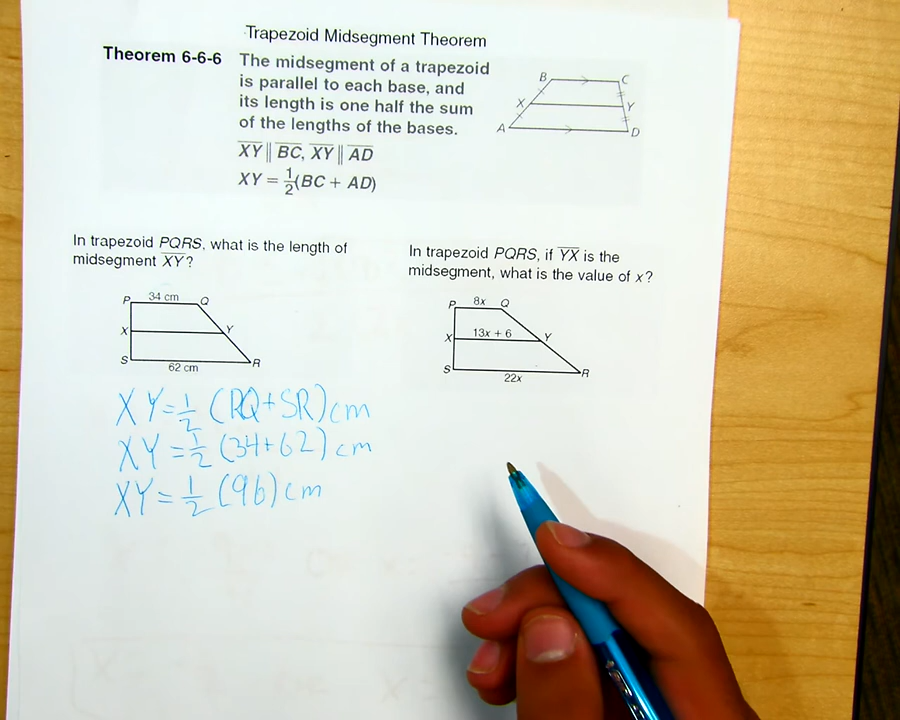 Trapezoid Midsegment Theorem
Theorem 6-6-6 The midsegment of a trapezoid
is parallel to each base, and
its length is one half the sum
of the lengths of the bases.
XY ∥ BC, XY ∥ AD
XY = 1/2(BC + AD)
B C
X Y
A D
In trapezoid PQRS, what is the length of
midsegment XY?
P 34 cm Q
X Y
S R
62 cm
XY = 1/2 (PQ + SR) cm
XY = 1/2 (34+62) cm
XY = 1/2 (96) cm
In trapezoid PQRS, if YX is the
midsegment, what is the value of x?
P 8x Q
X 13x + 6 Y
S R
22x